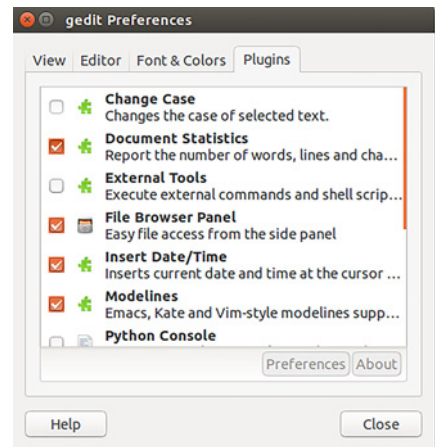 gedit Preferences
View Editor Font & Colors Plugins
Change Case
Changes the case of selected text.
Document Statistics
Report the number of words, lines and cha...
External Tools
Execute external commands and shell scrip...
File Browser Panel
Easy file access from the side panel
Insert Date/Time
Inserts current date and time at the cursor ...
Modelines
Emacs, Kate and Vim-style modelines supp...
Python Console
Preferences About
Help Close